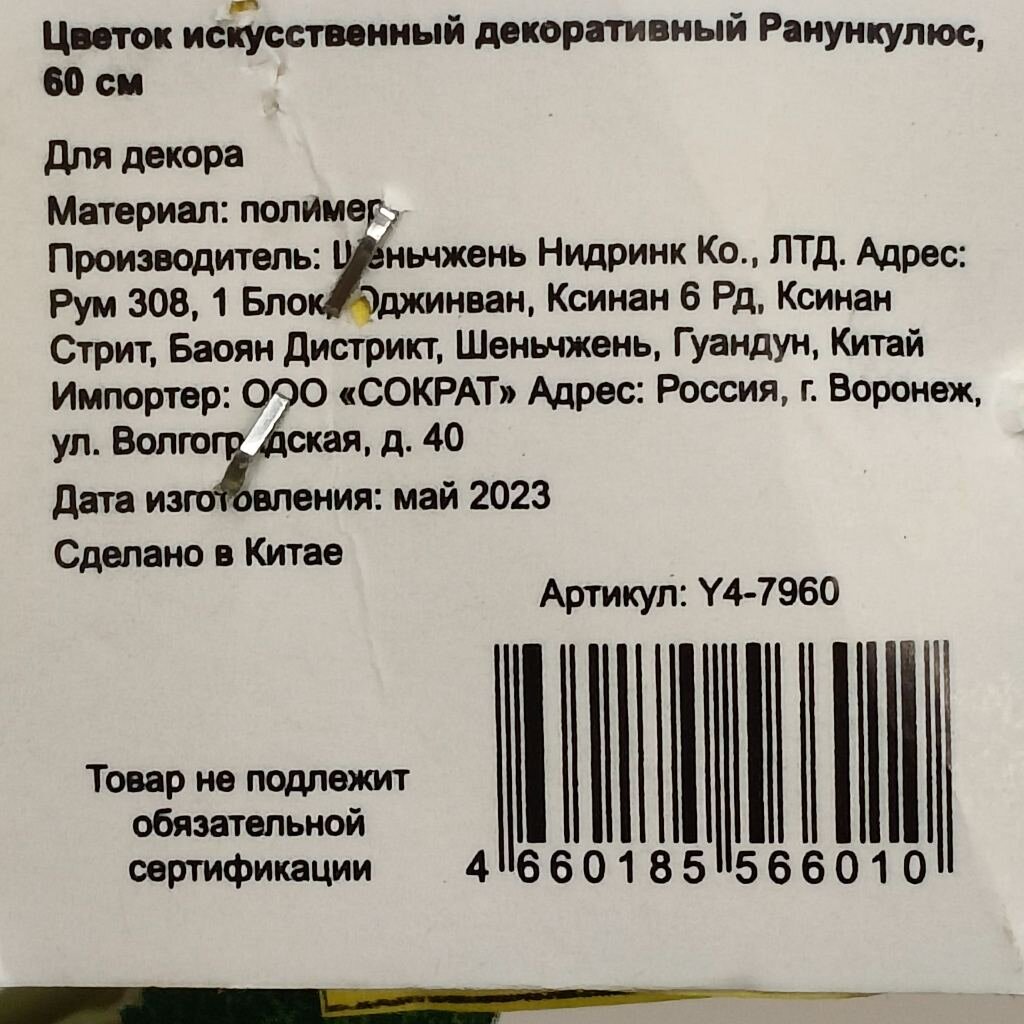 Цветок искусственный декоративный Ранункулюс,
60 см
Для декора
Материал: полимер
Производитель: Шеньчжень Нидринк Ко., ЛТД. Адрес:
Рум 308, 1 Блок, Юджинван, Ксинан 6 Рд, Ксинан
Стрит, Баоян Дистрикт, Шеньчжень, Гуандун, Китай
Импортер: ООО «СОКРАТ» Адрес: Россия, г. Воронеж,
ул. Волгоградская, д. 40
Дата изготовления: май 2023
Сделано в Китае
Артикул: Y4-7960
Товар не подлежит
обязательной
сертификации
4 660185 566010